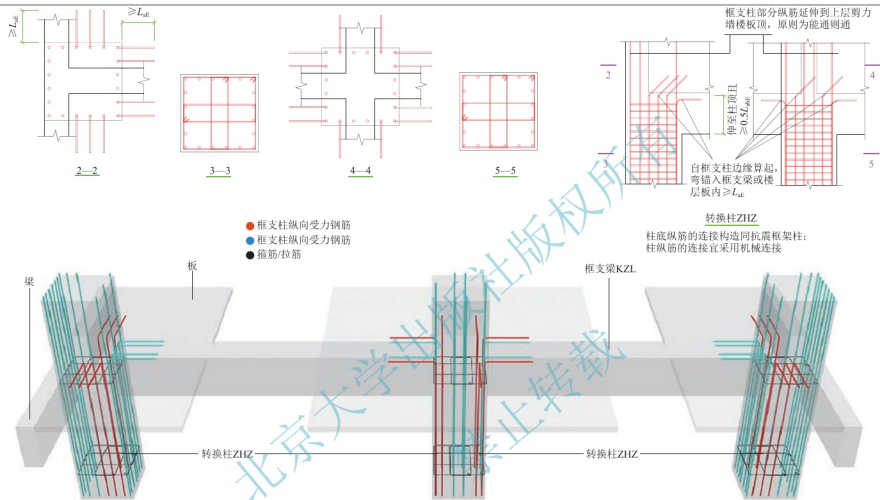 ≥LaE
≥LaE
2—2
3—3
4—4
5—5
框支柱部分纵筋延伸到上层剪力
墙楼板顶，原则为能通则通
2
4
3
5
伸至柱顶且
≥0.5LabE
自框支柱边缘算起，
弯锚入框支梁或楼
层板内≥LaE
转换柱ZHZ
柱底纵筋的连接构造同抗震框架柱；
柱纵筋的连接宜采用机械连接
框支柱纵向受力钢筋
框支柱纵向受力钢筋
箍筋/拉筋
梁
板
框支梁KZL
转换柱ZHZ
转换柱ZHZ
北京大学出版社版权所有
禁止转载